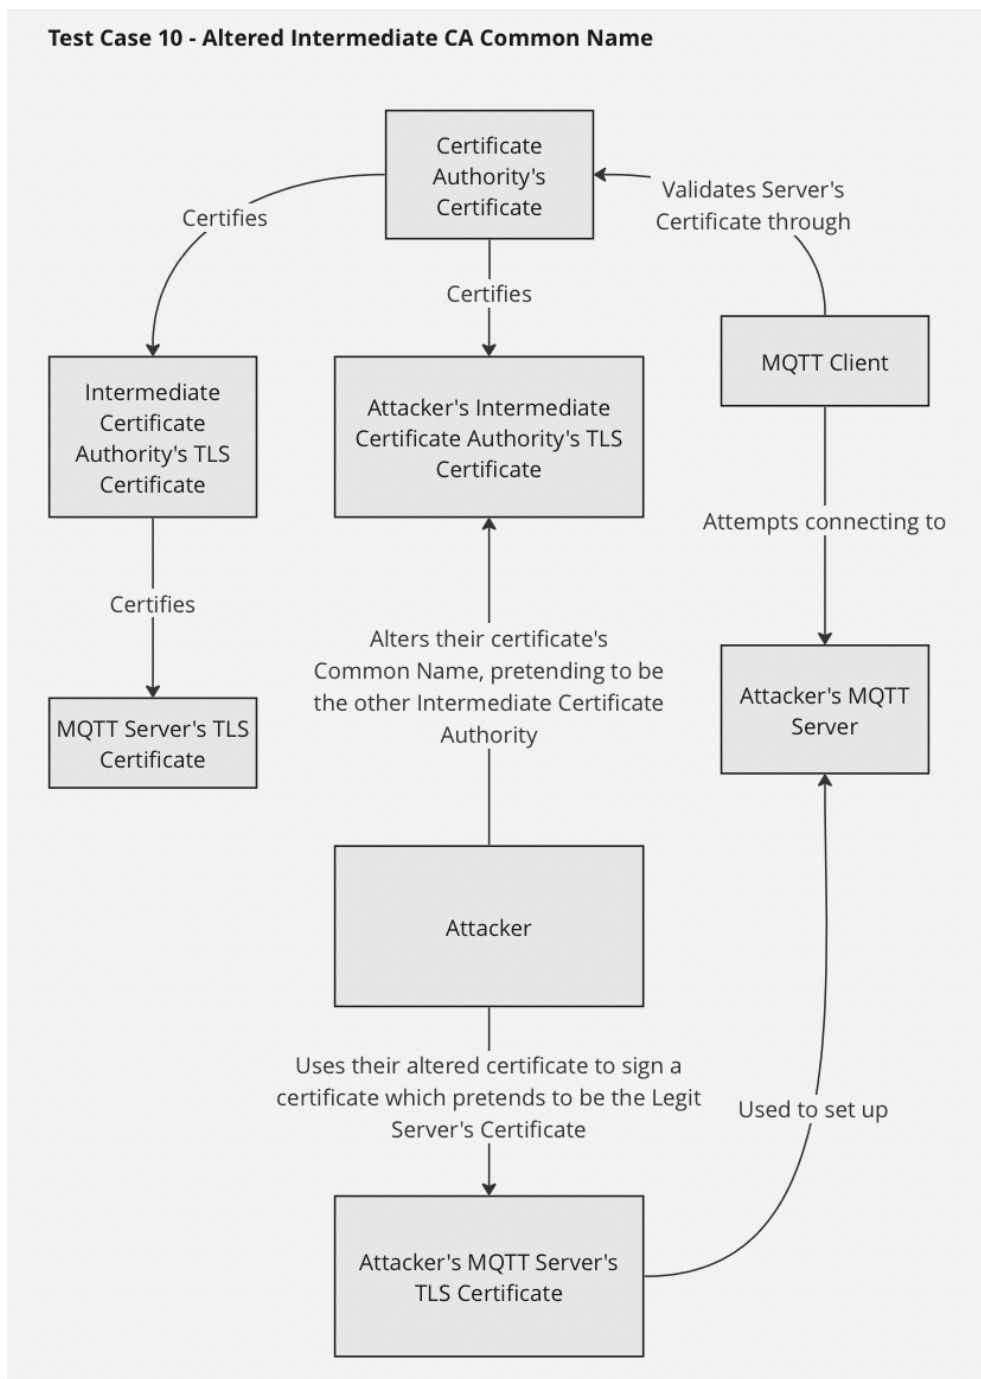 Test Case 10 - Altered Intermediate CA Common Name
Certificate
Authority's
Certificate
Validates Server's
Certificate through
Certifies
Certifies
MQTT Client
Intermediate
Certificate
Authority's TLS
Certificate
Attacker's Intermediate
Certificate Authority's TLS
Certificate
Attempts connecting to
Certifies
Alters their certificate's
Common Name, pretending to be
the other Intermediate Certificate
Authority
Attacker's MQTT
Server
MQTT Server's TLS
Certificate
Attacker
Uses their altered certificate to sign a
certificate which pretends to be the Legit
Server's Certificate
Used to set up
Attacker's MQTT Server's
TLS Certificate